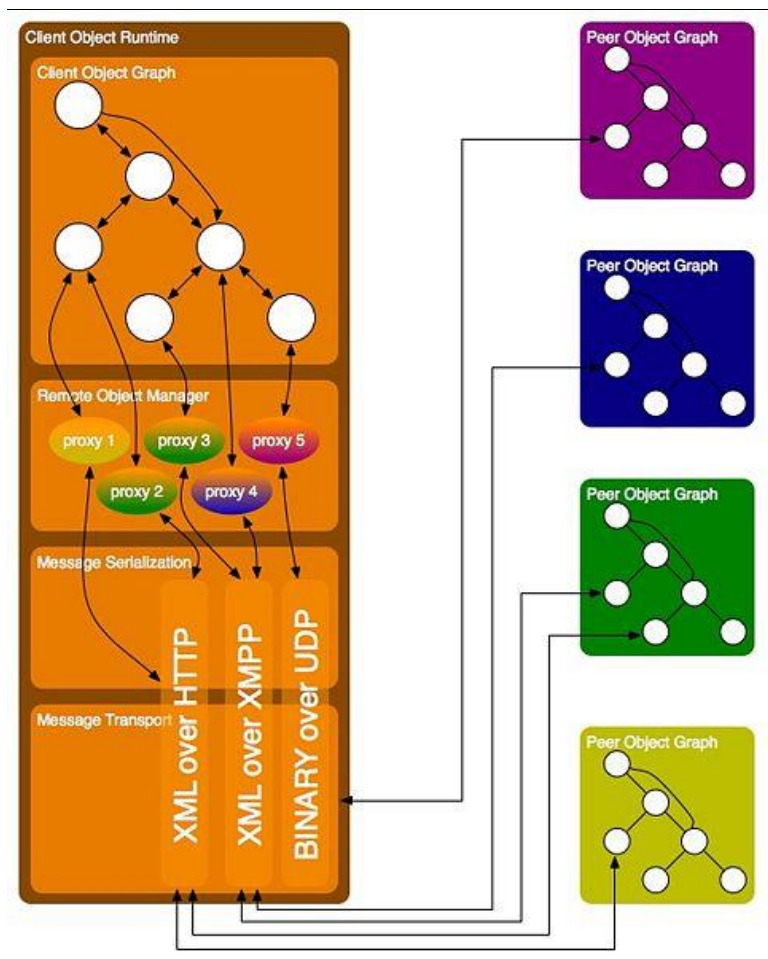 Client Object Runtime
Client Object Graph
Remote Object Manager
proxy 1
proxy 3
proxy 5
proxy 2
proxy 4
Message Serialization
Message Transport
XML over HTTP
XML over XMPP
BINARY over UDP
Peer Object Graph
Peer Object Graph
Peer Object Graph
Peer Object Graph